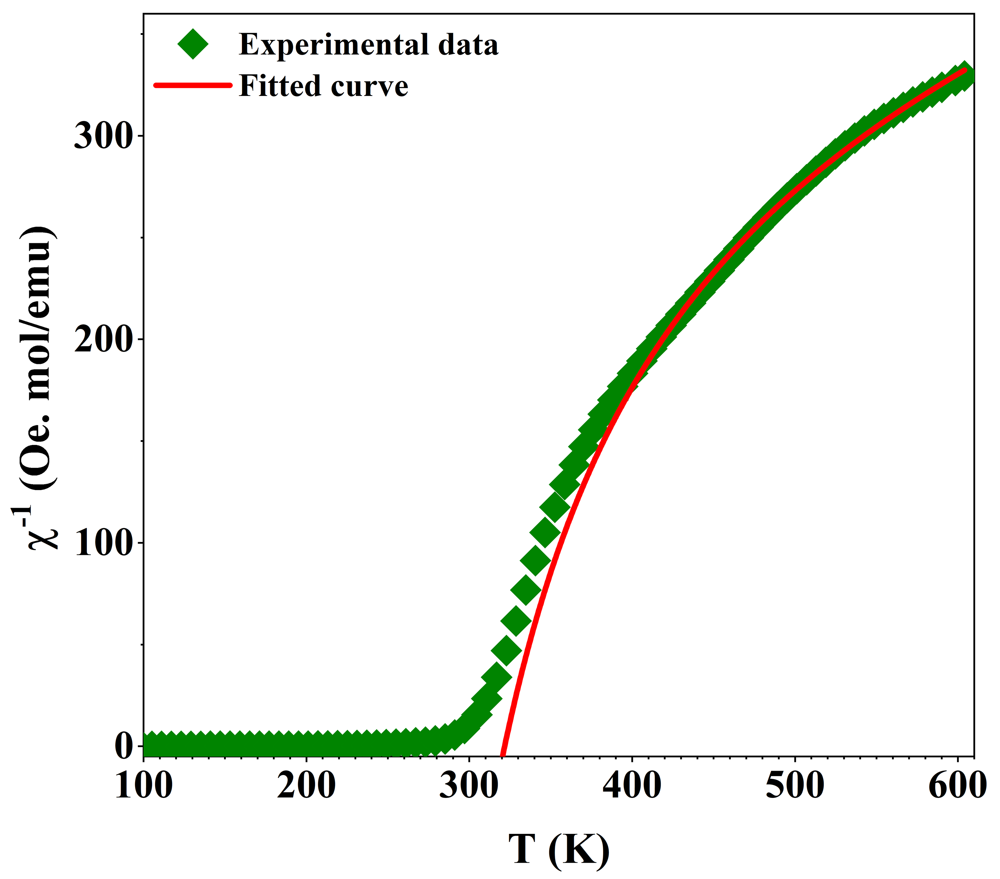 Experimental data
Fitted curve
χ⁻¹ (Oe. mol/emu)
300
200
100
0
100 200 300 400 500 600
T (K)